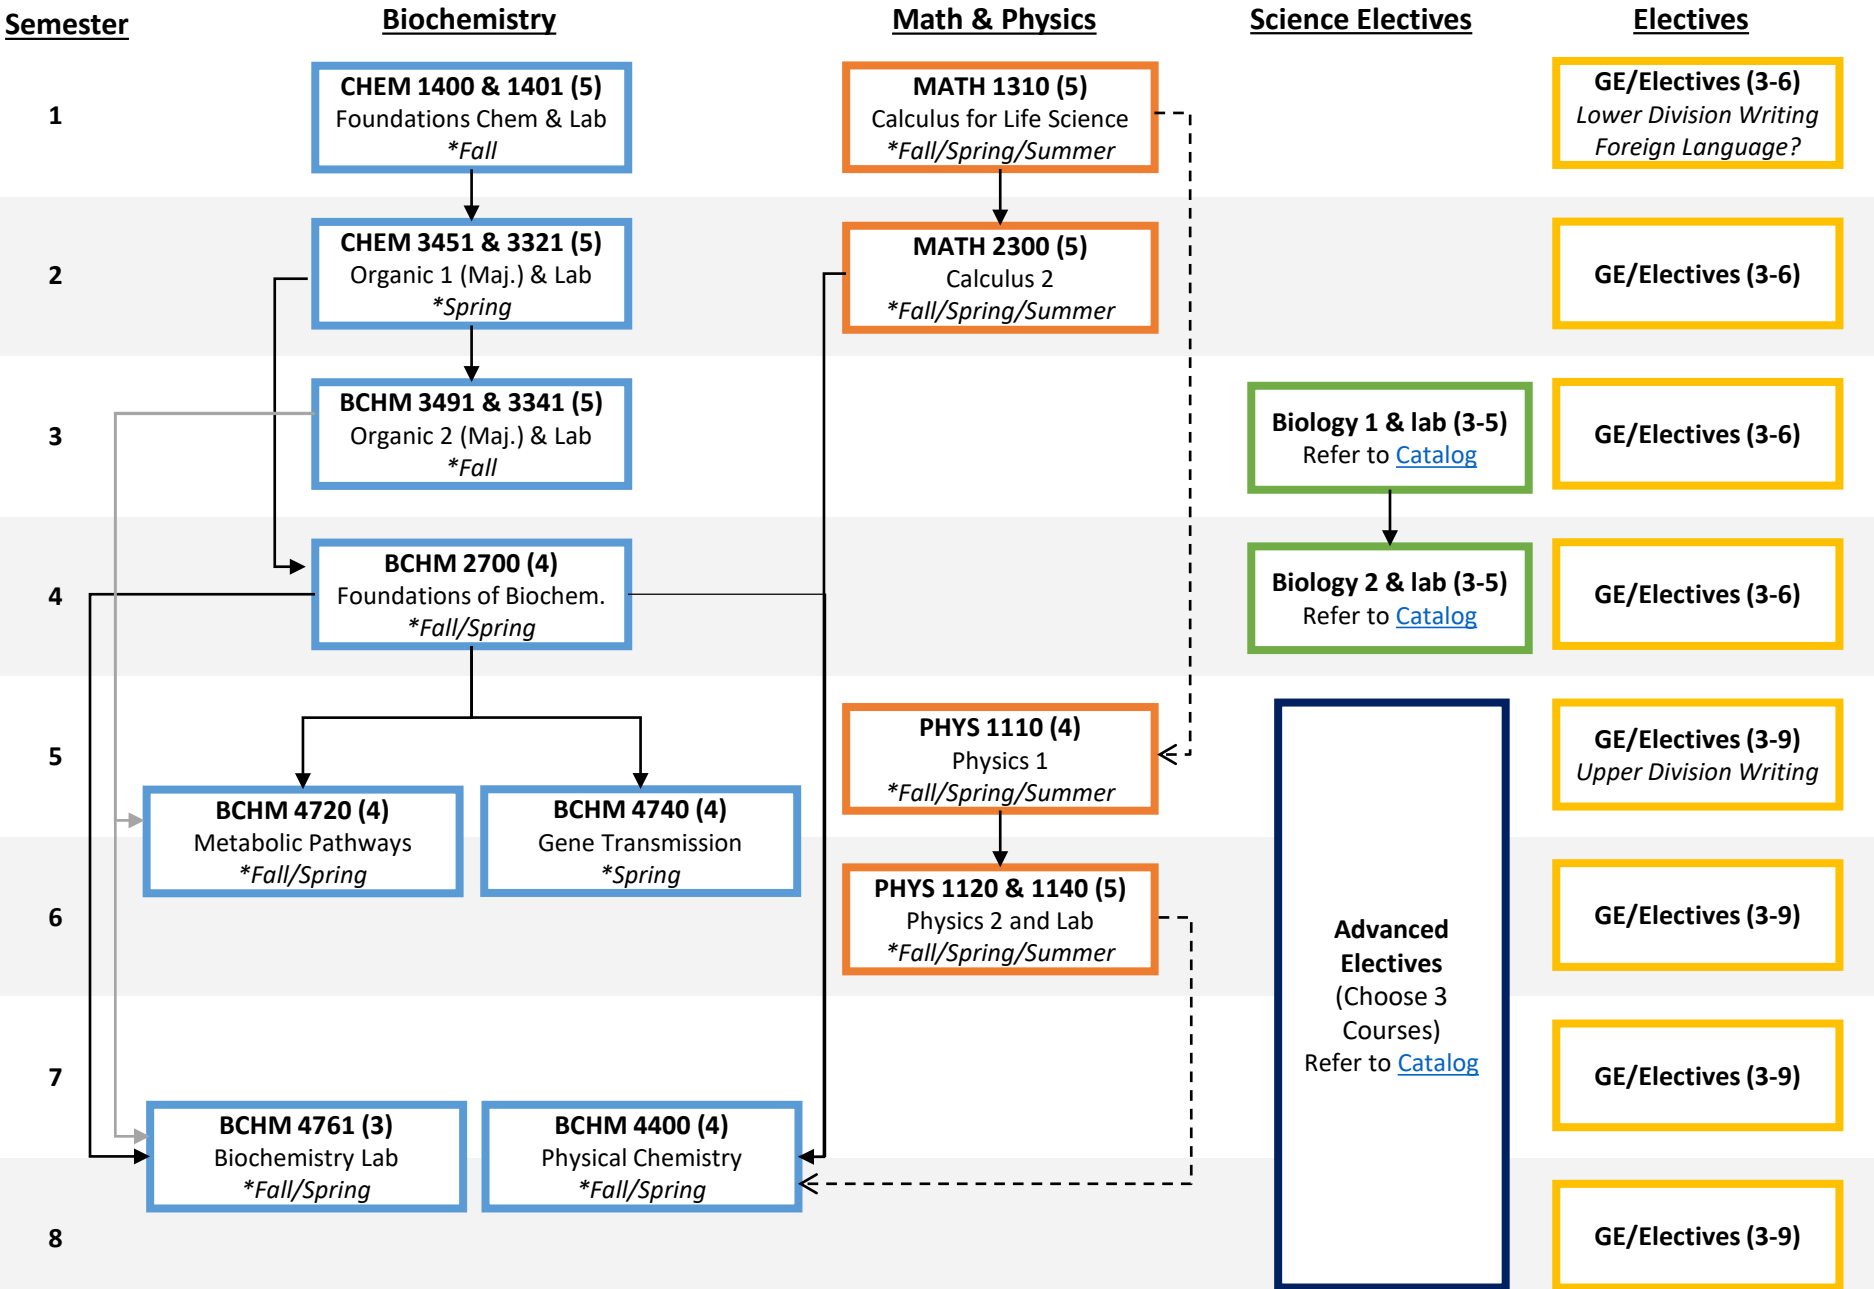 Semester
Biochemistry
Math & Physics
Science Electives
Electives
1
CHEM 1400 & 1401 (5)
Foundations Chem & Lab
*Fall
MATH 1310 (5)
Calculus for Life Science
*Fall/Spring/Summer
GE/Electives (3-6)
Lower Division Writing
Foreign Language?
2
CHEM 3451 & 3321 (5)
Organic 1 (Maj.) & Lab
*Spring
MATH 2300 (5)
Calculus 2
*Fall/Spring/Summer
GE/Electives (3-6)
3
BCHM 3491 & 3341 (5)
Organic 2 (Maj.) & Lab
*Fall
Biology 1 & lab (3-5)
Refer to Catalog
GE/Electives (3-6)
4
BCHM 2700 (4)
Foundations of Biochem.
*Fall/Spring
Biology 2 & lab (3-5)
Refer to Catalog
GE/Electives (3-6)
5
PHYS 1110 (4)
Physics 1
*Fall/Spring/Summer
GE/Electives (3-9)
Upper Division Writing
BCHM 4720 (4)
Metabolic Pathways
*Fall/Spring
BCHM 4740 (4)
Gene Transmission
*Spring
6
PHYS 1120 & 1140 (5)
Physics 2 and Lab
*Fall/Spring/Summer
Advanced
Electives
(Choose 3
Courses)
Refer to Catalog
GE/Electives (3-9)
7
GE/Electives (3-9)
BCHM 4761 (3)
Biochemistry Lab
*Fall/Spring
BCHM 4400 (4)
Physical Chemistry
*Fall/Spring
8
GE/Electives (3-9)